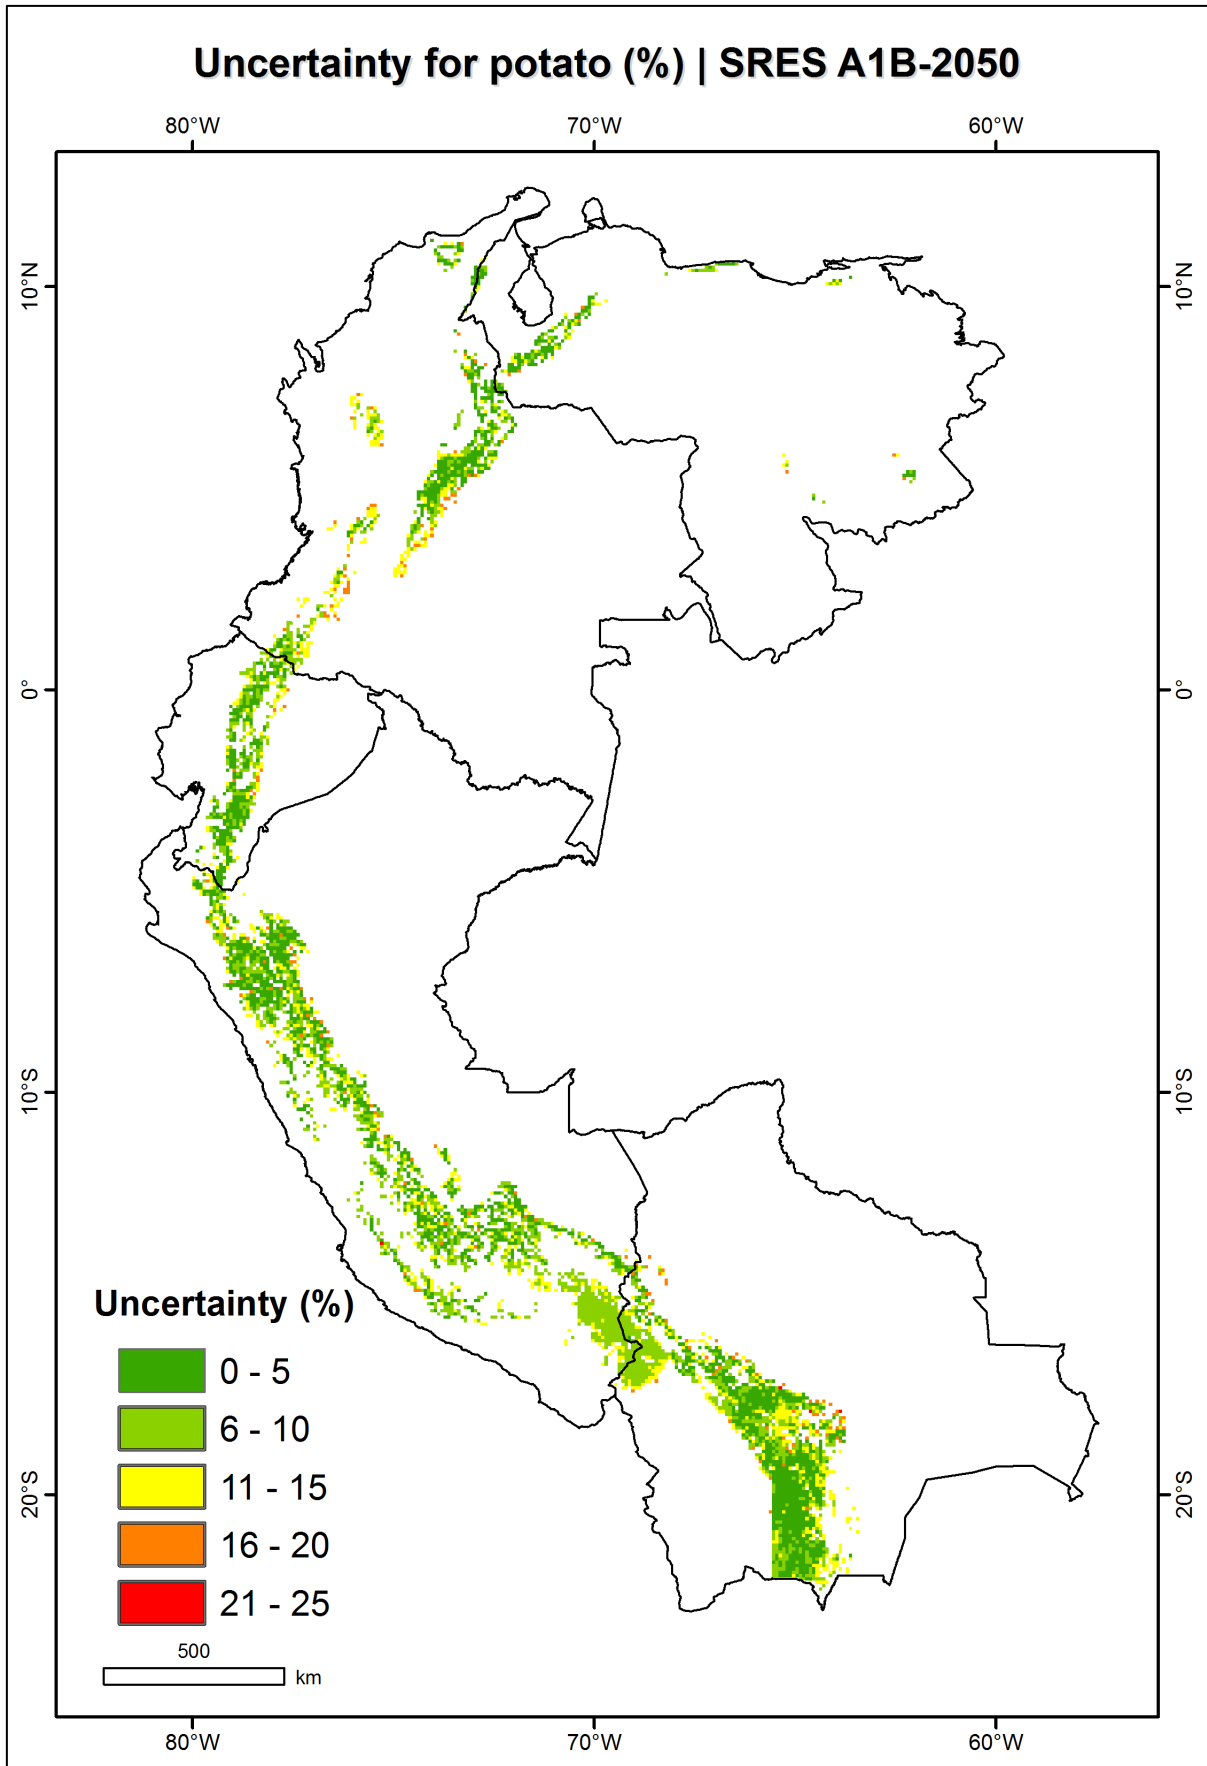 Uncertainty for potato (%) | SRES A1B-2050
80°W 70°W 60°W
10°N 10°N
0° 0°
10°S 10°S
Uncertainty (%)
0 - 5
6 - 10
11 - 15
20°S 20°S
16 - 20
21 - 25
500
km
80°W 70°W 60°W